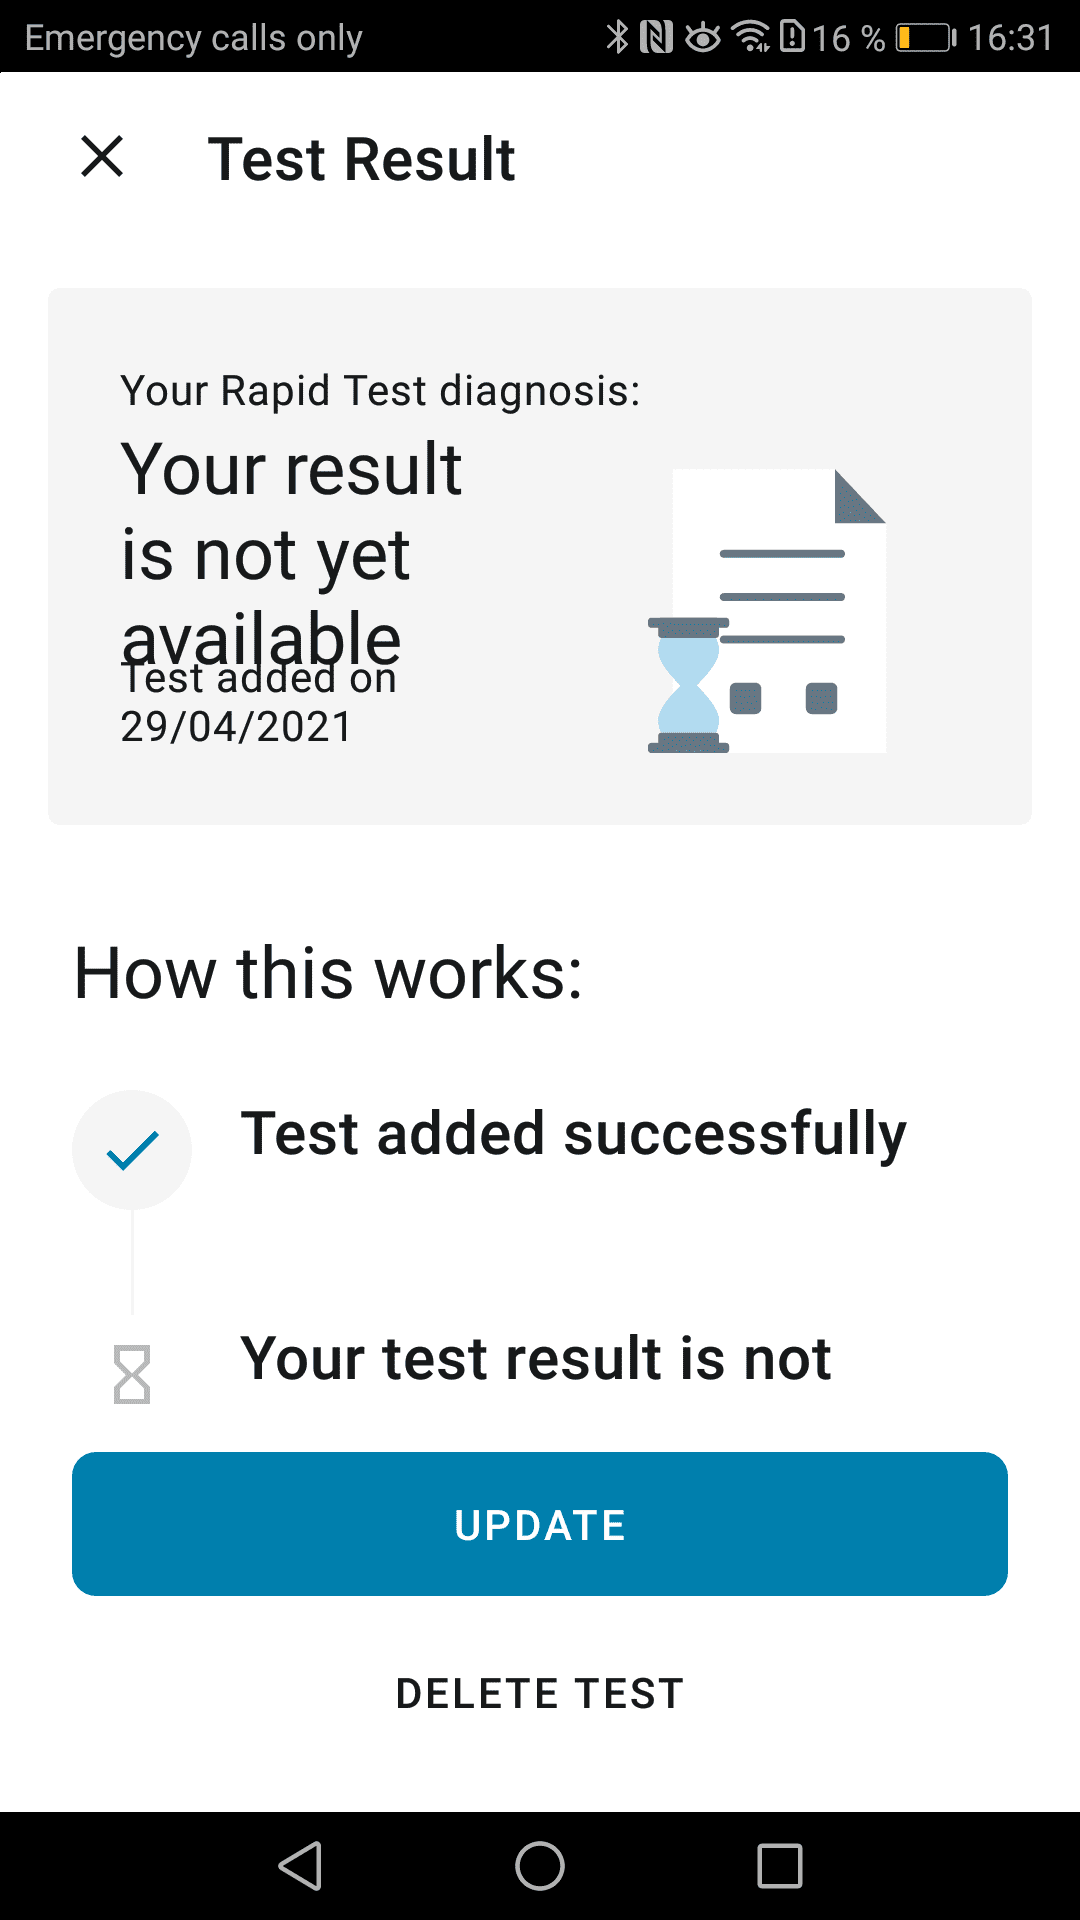 Emergency calls only 16 % 16:31
Test Result
Your Rapid Test diagnosis:
Your result
is not yet
available
Test added on
29/04/2021
How this works:
Test added successfully
Your test result is not
UPDATE
DELETE TEST